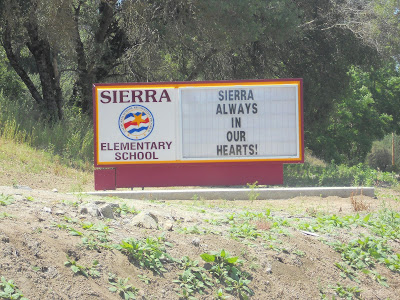 SIERRA
ELEMENTARY
SCHOOL
SIERRA
ALWAYS
IN
OUR
HEARTS!